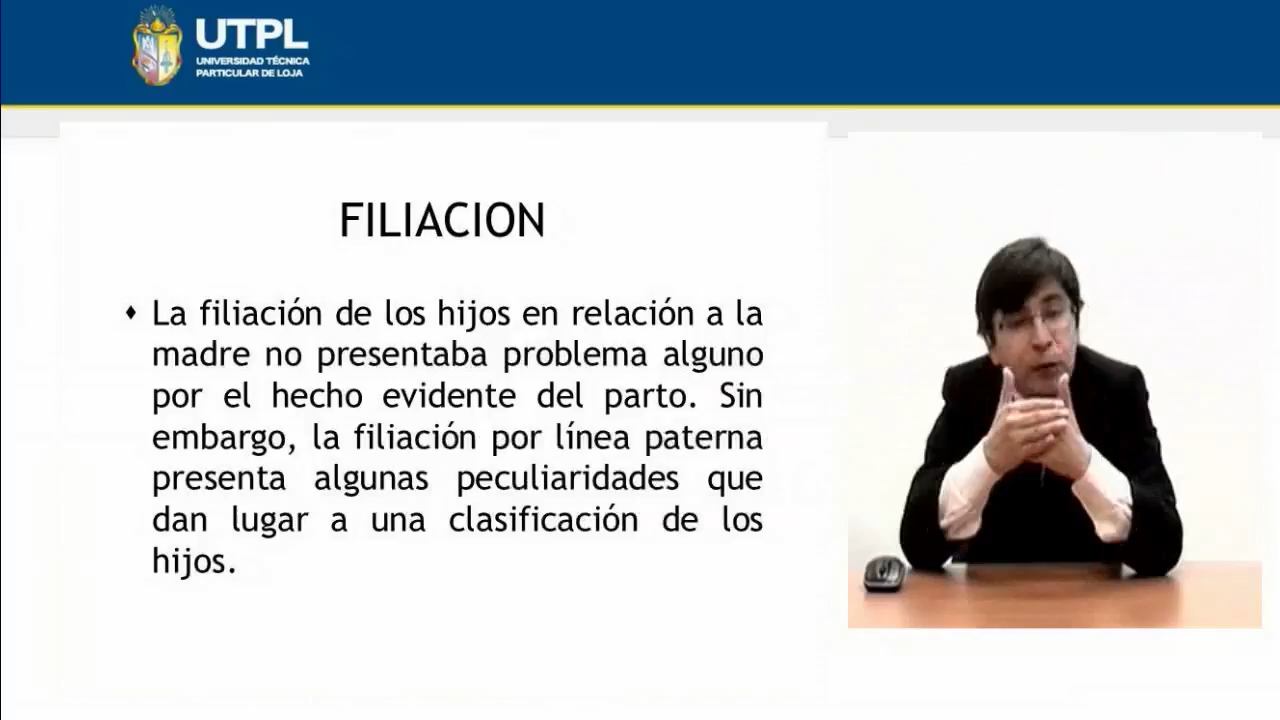 UTPL
UNIVERSIDAD TÉCNICA
PARTICULAR DE LOJA
FILIACION
La filiación de los hijos en relación a la
madre no presentaba problema alguno
por el hecho evidente del parto. Sin
embargo, la filiación por línea paterna
presenta algunas peculiaridades que
dan lugar a una clasificación de los
hijos.